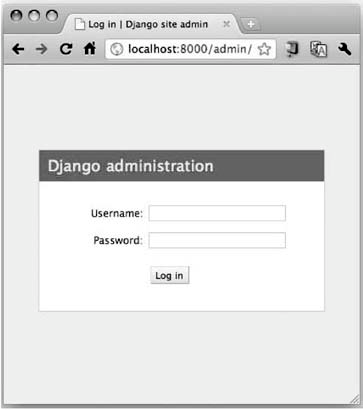 Log in | Django site admin
localhost:8000/admin/
Django administration
Username:
Password:
Log in